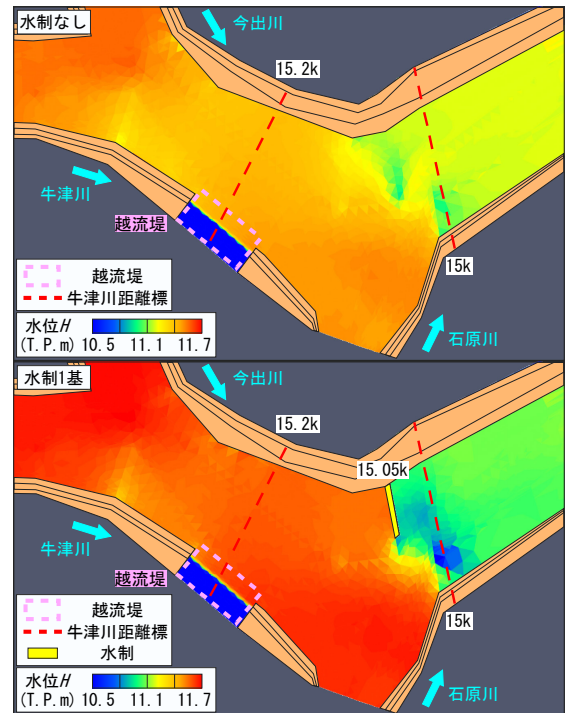 水制なし
今出川
15.2k
牛津川
越流堤
15k
石原川
越流堤
牛津川距離標
水位H
(T.P.m) 10.5 11.1 11.7
水制1基
今出川
15.2k
15.05k
牛津川
越流堤
15k
石原川
越流堤
牛津川距離標
水制
水位H
(T.P.m) 10.5 11.1 11.7